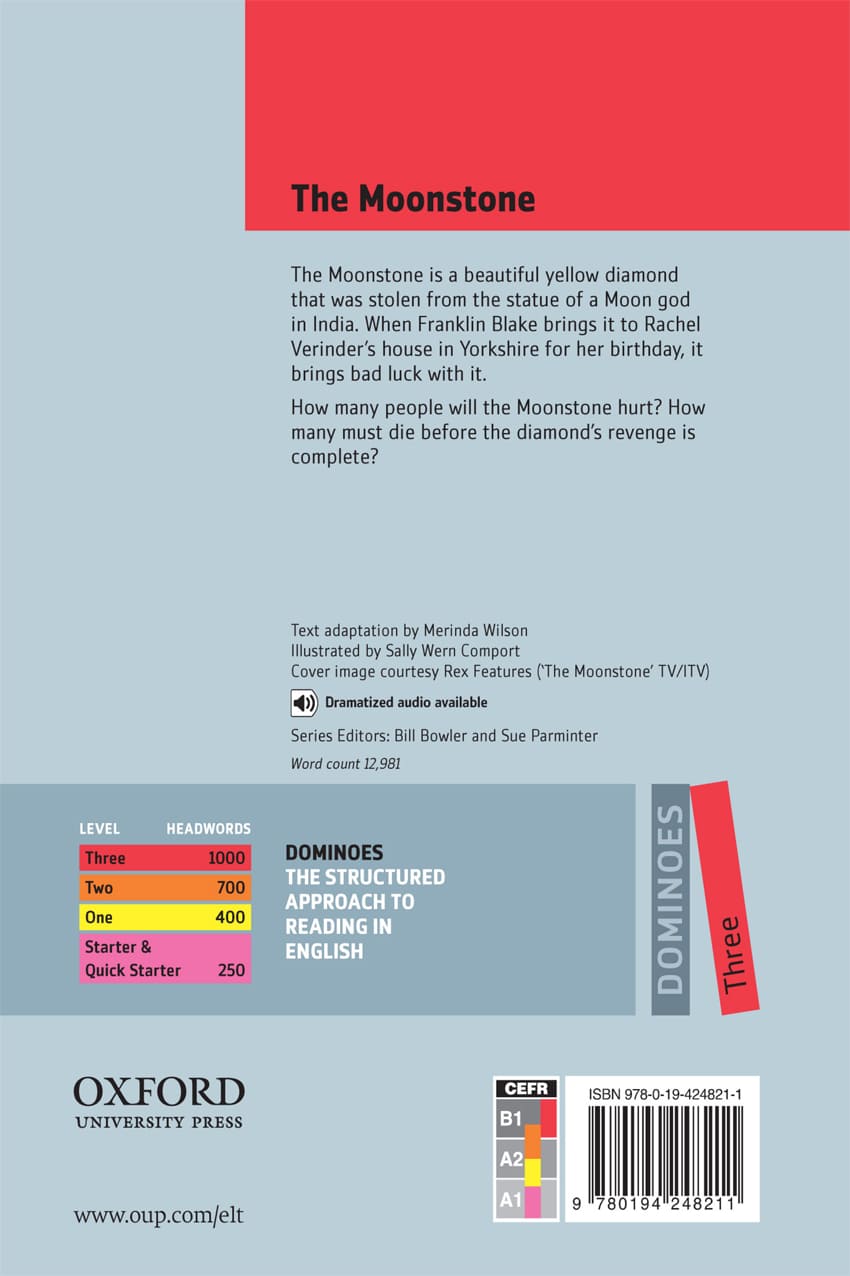 The Moonstone
The Moonstone is a beautiful yellow diamond
that was stolen from the statue of a Moon god
in India. When Franklin Blake brings it to Rachel
Verinder’s house in Yorkshire for her birthday, it
brings bad luck with it.
How many people will the Moonstone hurt? How
many must die before the diamond’s revenge is
complete?
Text adaptation by Merinda Wilson
Illustrated by Sally Wern Comport
Cover image courtesy Rex Features (‘The Moonstone’ TV/ITV)
Dramatized audio available
Series Editors: Bill Bowler and Sue Parminter
Word count 12,981
LEVEL HEADWORDS
Three 1000
Two 700
One 400
Starter &
Quick Starter 250
DOMINOES
THE STRUCTURED
APPROACH TO
READING IN
ENGLISH
DOMINOES
Three
OXFORD
UNIVERSITY PRESS
www.oup.com/elt
CEFR
B1
A2
A1
ISBN 978-0-19-424821-1
9 780194 248211